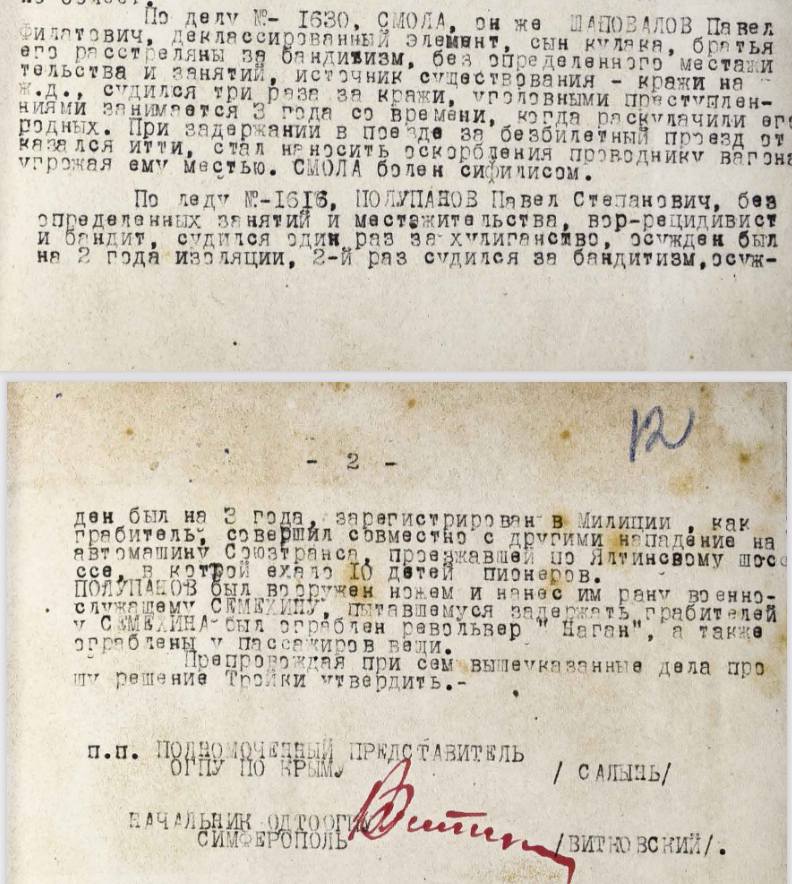 По делу №- 1630, СМОЛА, он же ШАПОВАЛОВ Павел
Филатович, деклассированный элемент, сын кулака, братья
его расстреляны за бандитизм, без определенного местажи
тельства и занятий, источник существования - кражи на
ж.д., судился три раза за кражи, уголовными преступлен-
ниями занимается 3 года со времени, когда раскулачили его
родных. При задержании в поезде за безбилетный проезд от
казался итти, стал наносить оскорбления проводнику вагона
угрожая ему местью. СМОЛА болен сифилисом.
По леду №-1616, ПОЛУПАНОВ Павел Степанович, без
определенных занятий и местажительства, вор-рецидивист
и бандит, судился один раз за хулиганство, осужден был
на 2 года изоляции, 2-й раз судился за бандитизм,осуж-
12
- 2 -
ден был на 3 года, зарегистрирован в Милиции , как
грабитель, совершил совместно с другими нападение на
автомашину Союзтранса, проезжавшей по Ялтинскому шос
ссе, в котрой ехало 10 детей пионеров.
ПОЛУПАНОВ был вооружен ножем и нанес им рану военно-
служащему СЕМЕХИНУ, пытавшемуся задержать грабителей
у СЕМЕХИНА был ограблен револьвер " Наган", а также
ограблены у пассажиров вещи.
Препровождая при сем вышеуказанные дела про
шу решение Тройки утвердить.-
п.п. ПОЛНОМОЧЕННЫЙ ПРЕДСТАВИТЕЛЬ
ОГПУ ПО КРЫМУ / САЛЫНЬ/
НАЧАЛЬНИК ОДТООГПУ
СИМФЕРОПОЛЬ /ВИТКОВСКИЙ/.